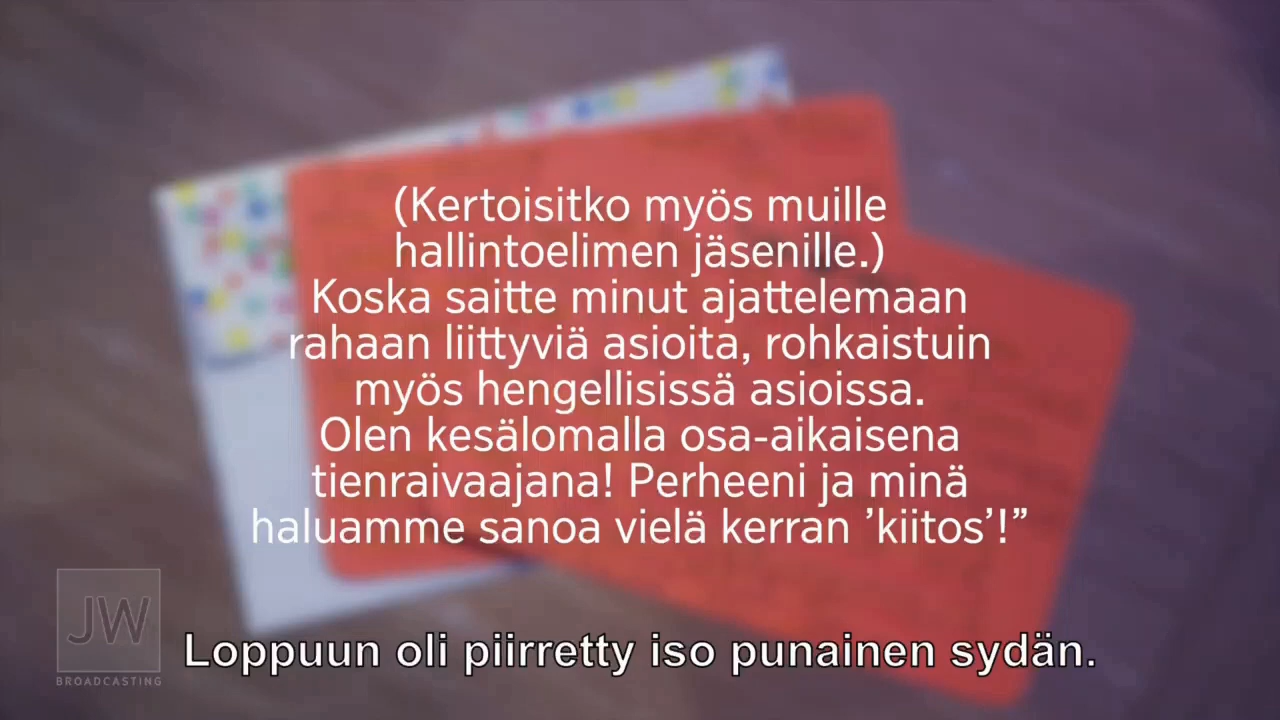 (Kertoisitko myös muille
hallintoelimen jäsenille.)
Koska saitte minut ajattelemaan
rahaan liittyviä asioita, rohkaistuin
myös hengellisissä asioissa.
Olen kesälomalla osa-aikaisena
tienraivaajana! Perheeni ja minä
haluamme sanoa vielä kerran ’kiitos’!”
JW
BROADCASTING
Loppuun oli piirretty iso punainen sydän.